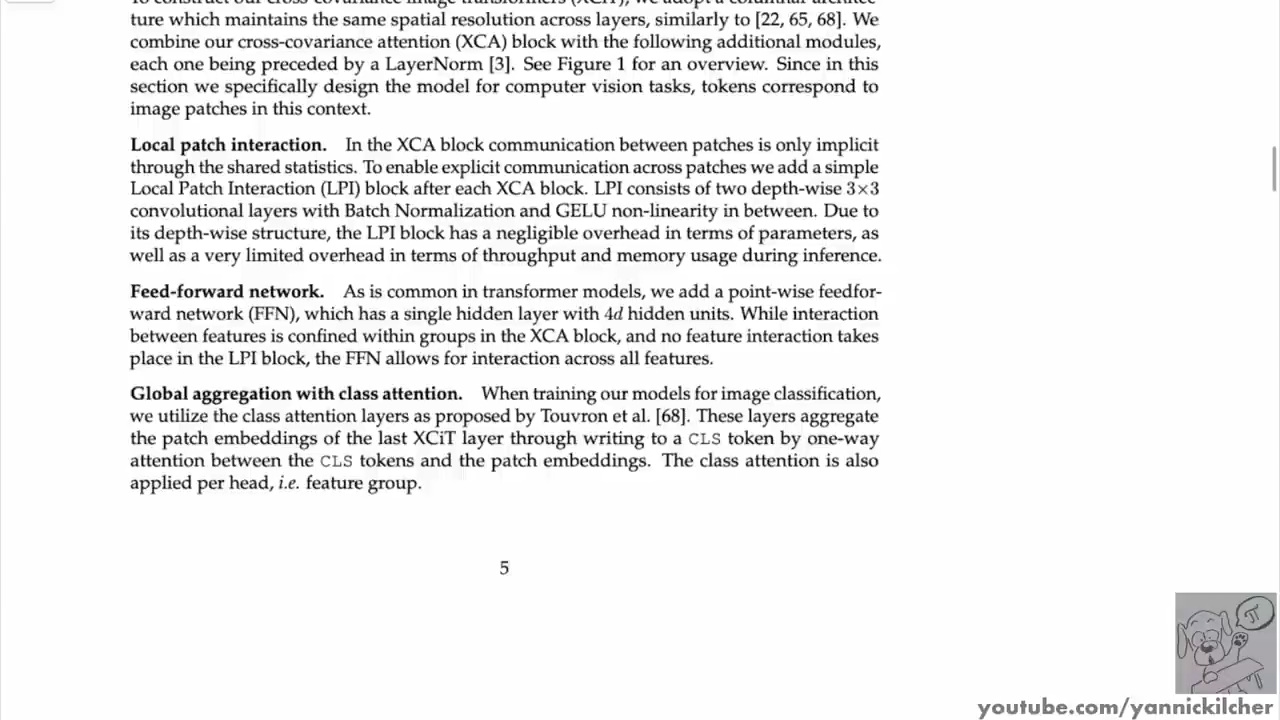 ture which maintains the same spatial resolution across layers, similarly to [22, 65, 68]. We
combine our cross-covariance attention (XCA) block with the following additional modules,
each one being preceded by a LayerNorm [3]. See Figure 1 for an overview. Since in this
section we specifically design the model for computer vision tasks, tokens correspond to
image patches in this context.
Local patch interaction. In the XCA block communication between patches is only implicit
through the shared statistics. To enable explicit communication across patches we add a simple
Local Patch Interaction (LPI) block after each XCA block. LPI consists of two depth-wise 3×3
convolutional layers with Batch Normalization and GELU non-linearity in between. Due to
its depth-wise structure, the LPI block has a negligible overhead in terms of parameters, as
well as a very limited overhead in terms of throughput and memory usage during inference.
Feed-forward network. As is common in transformer models, we add a point-wise feedfor-
ward network (FFN), which has a single hidden layer with 4d hidden units. While interaction
between features is confined within groups in the XCA block, and no feature interaction takes
place in the LPI block, the FFN allows for interaction across all features.
Global aggregation with class attention. When training our models for image classification,
we utilize the class attention layers as proposed by Touvron et al. [68]. These layers aggregate
the patch embeddings of the last XCiT layer through writing to a CLS token by one-way
attention between the CLS tokens and the patch embeddings. The class attention is also
applied per head, i.e. feature group.
5
π
youtube.com/yannickilcher